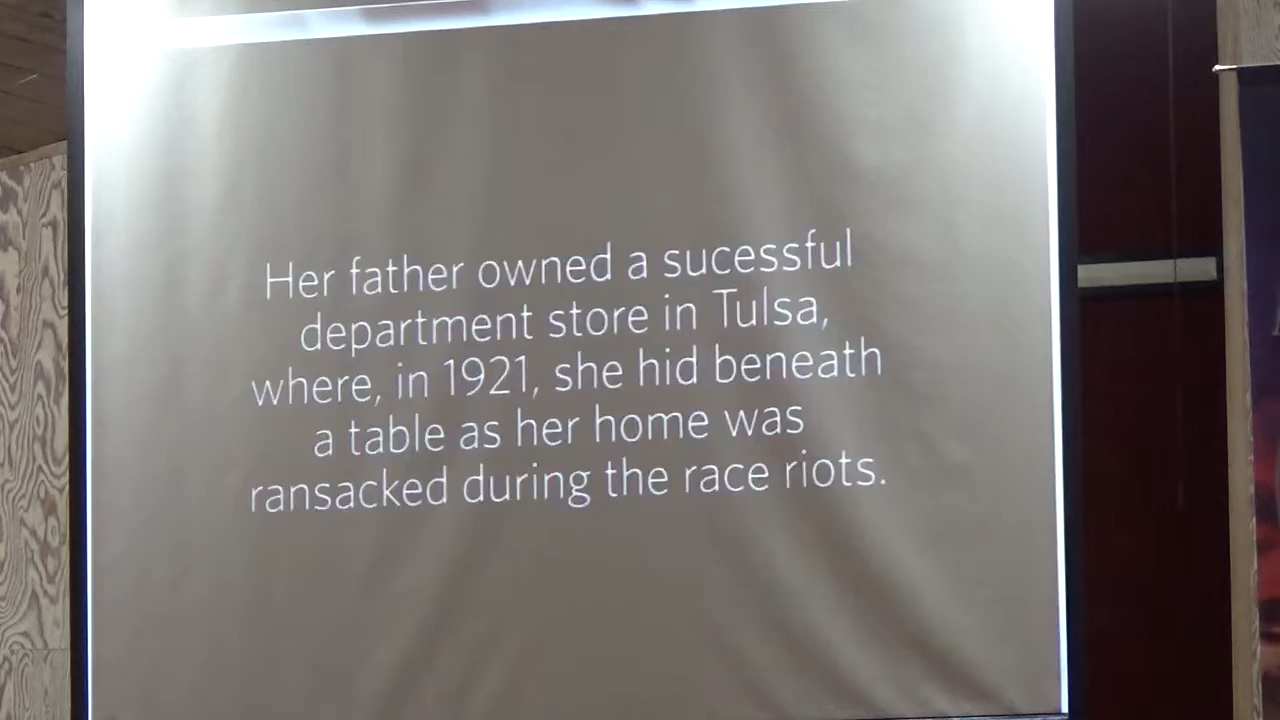 Her father owned a sucessful
department store in Tulsa,
where, in 1921, she hid beneath
a table as her home was
ransacked during the race riots.